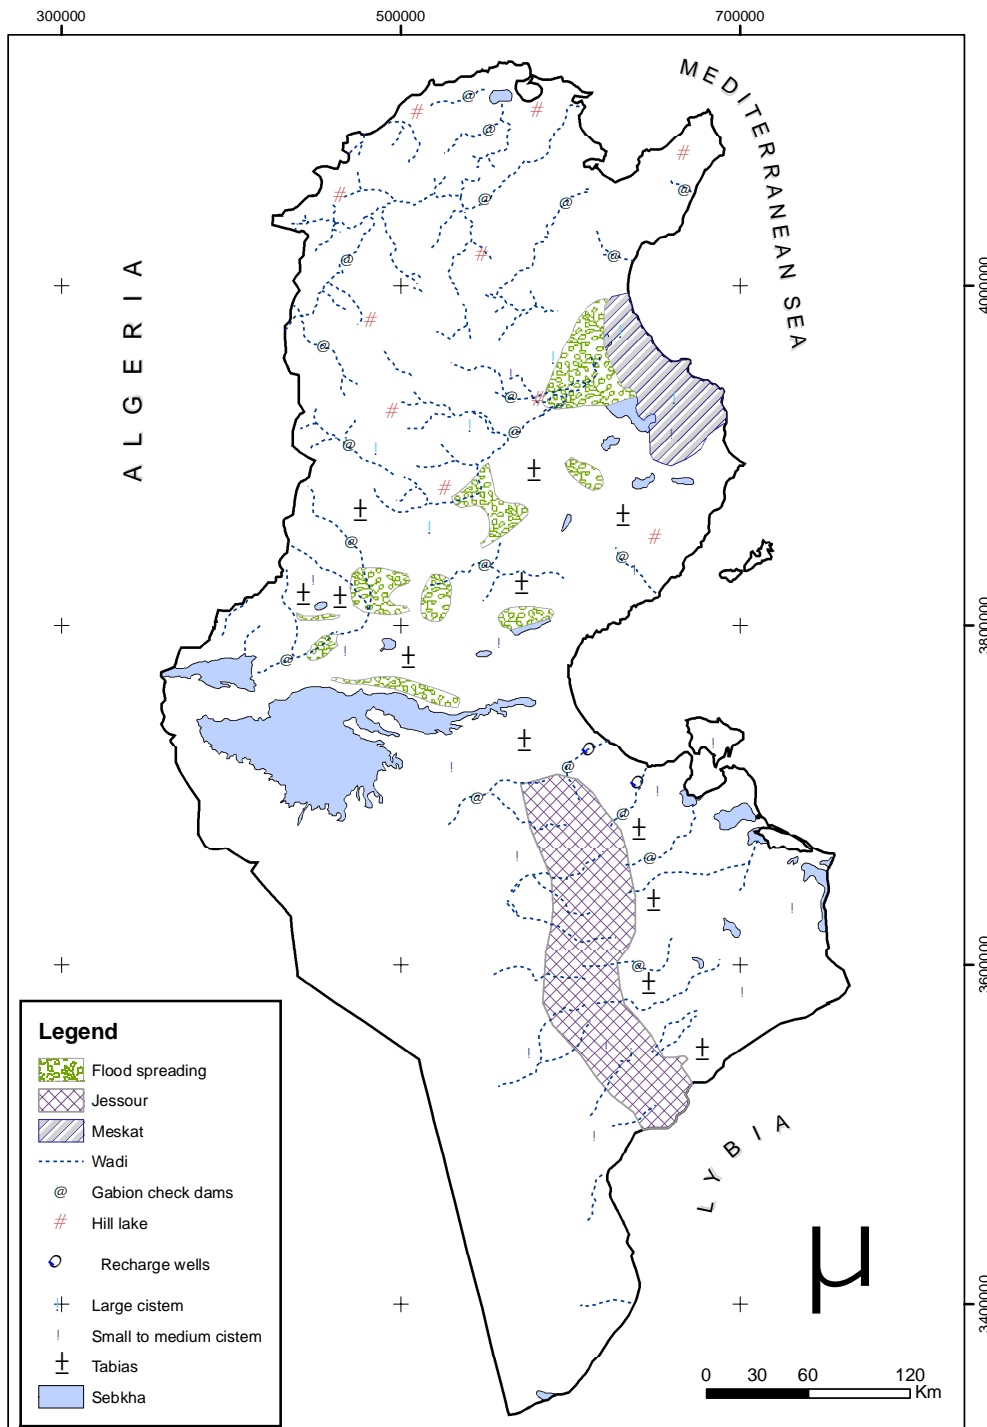 300000 500000 700000
MEDITERRANEAN SEA
ALGERIA
4000000
3800000
3600000
3400000
LYBIA
Legend
Flood spreading
Jessour
Meskat
Wadi
@ Gabion check dams
# Hill lake
Recharge wells
Large cistem
! Small to medium cistem
± Tabias
Sebkha
µ
0 30 60 120
Km